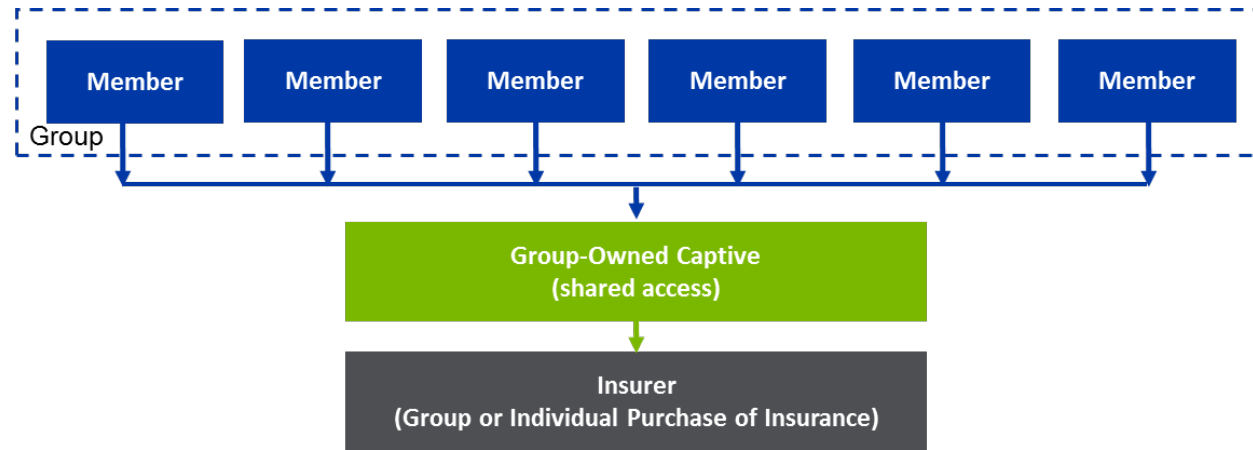 Member
Member
Member
Member
Member
Member
Group
Group-Owned Captive
(shared access)
Insurer
(Group or Individual Purchase of Insurance)